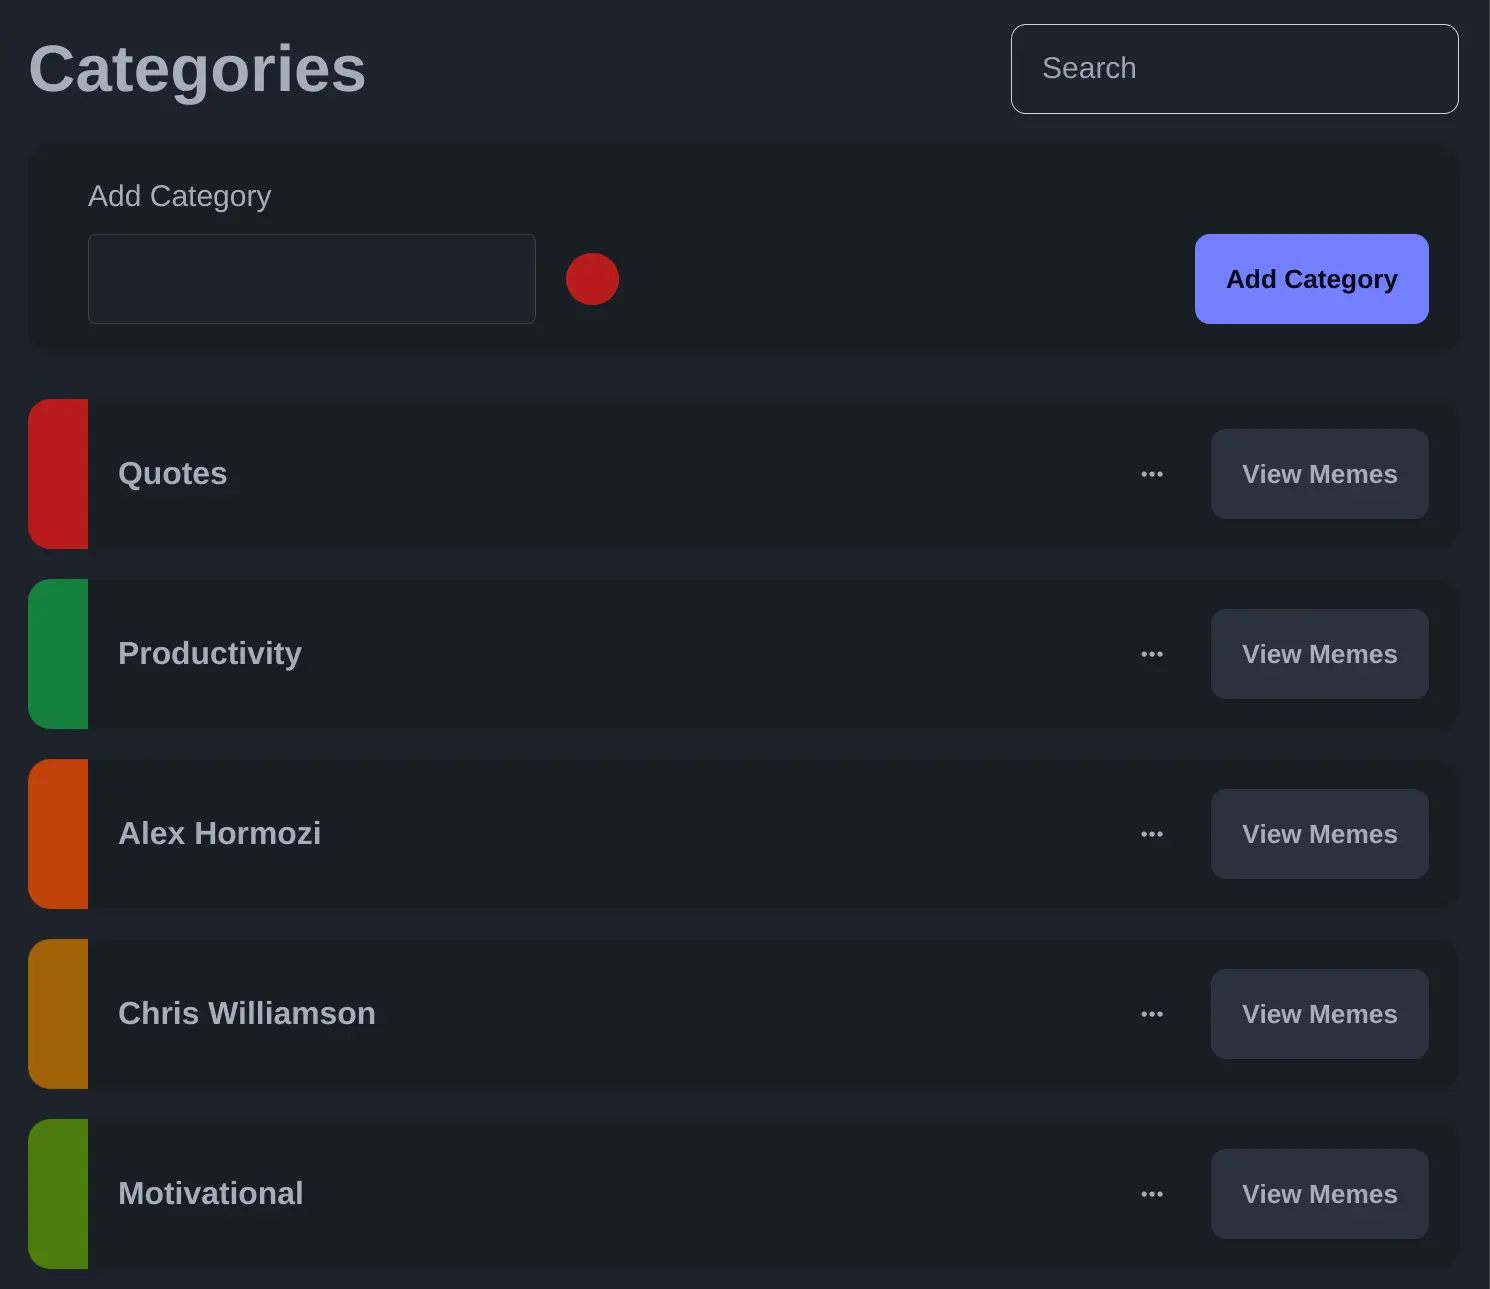 Categories
Search
Add Category
Add Category
Quotes
View Memes
Productivity
View Memes
Alex Hormozi
View Memes
Chris Williamson
View Memes
Motivational
View Memes